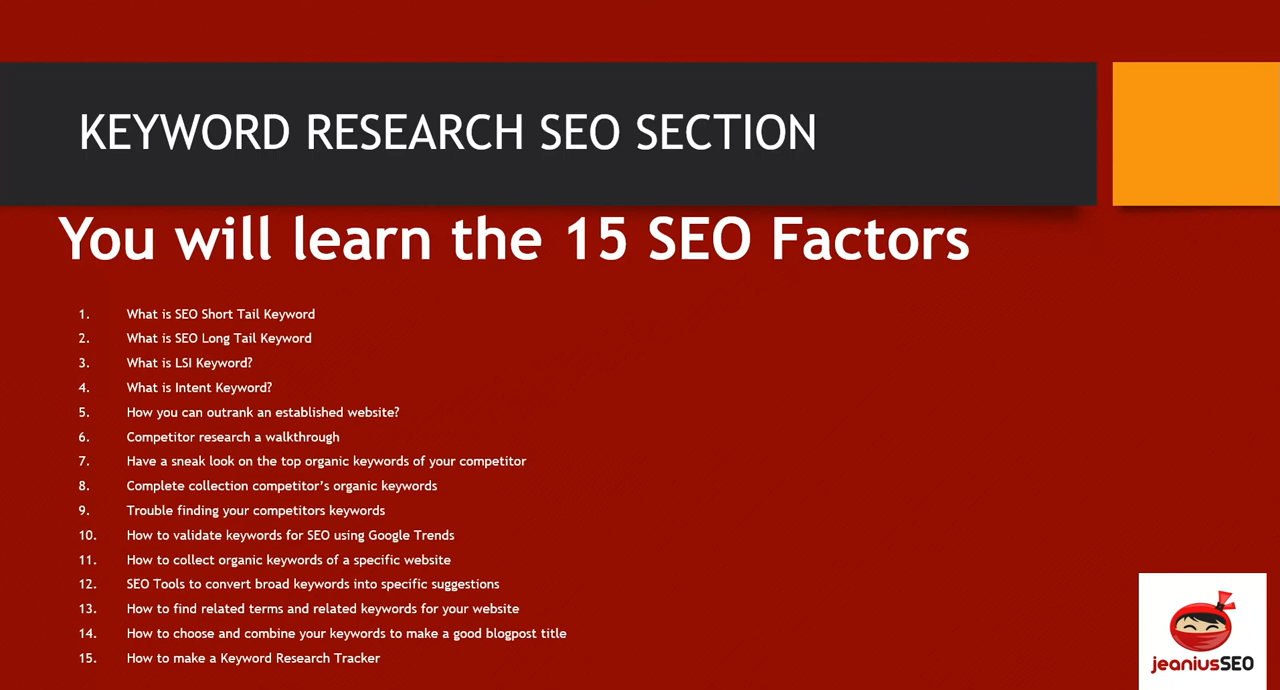 KEYWORD RESEARCH SEO SECTION
You will learn the 15 SEO Factors
1. What is SEO Short Tail Keyword
2. What is SEO Long Tail Keyword
3. What is LSI Keyword?
4. What is Intent Keyword?
5. How you can outrank an established website?
6. Competitor research a walkthrough
7. Have a sneak look on the top organic keywords of your competitor
8. Complete collection competitor’s organic keywords
9. Trouble finding your competitors keywords
10. How to validate keywords for SEO using Google Trends
11. How to collect organic keywords of a specific website
12. SEO Tools to convert broad keywords into specific suggestions
13. How to find related terms and related keywords for your website
14. How to choose and combine your keywords to make a good blogpost title
15. How to make a Keyword Research Tracker
jeaniusSEO